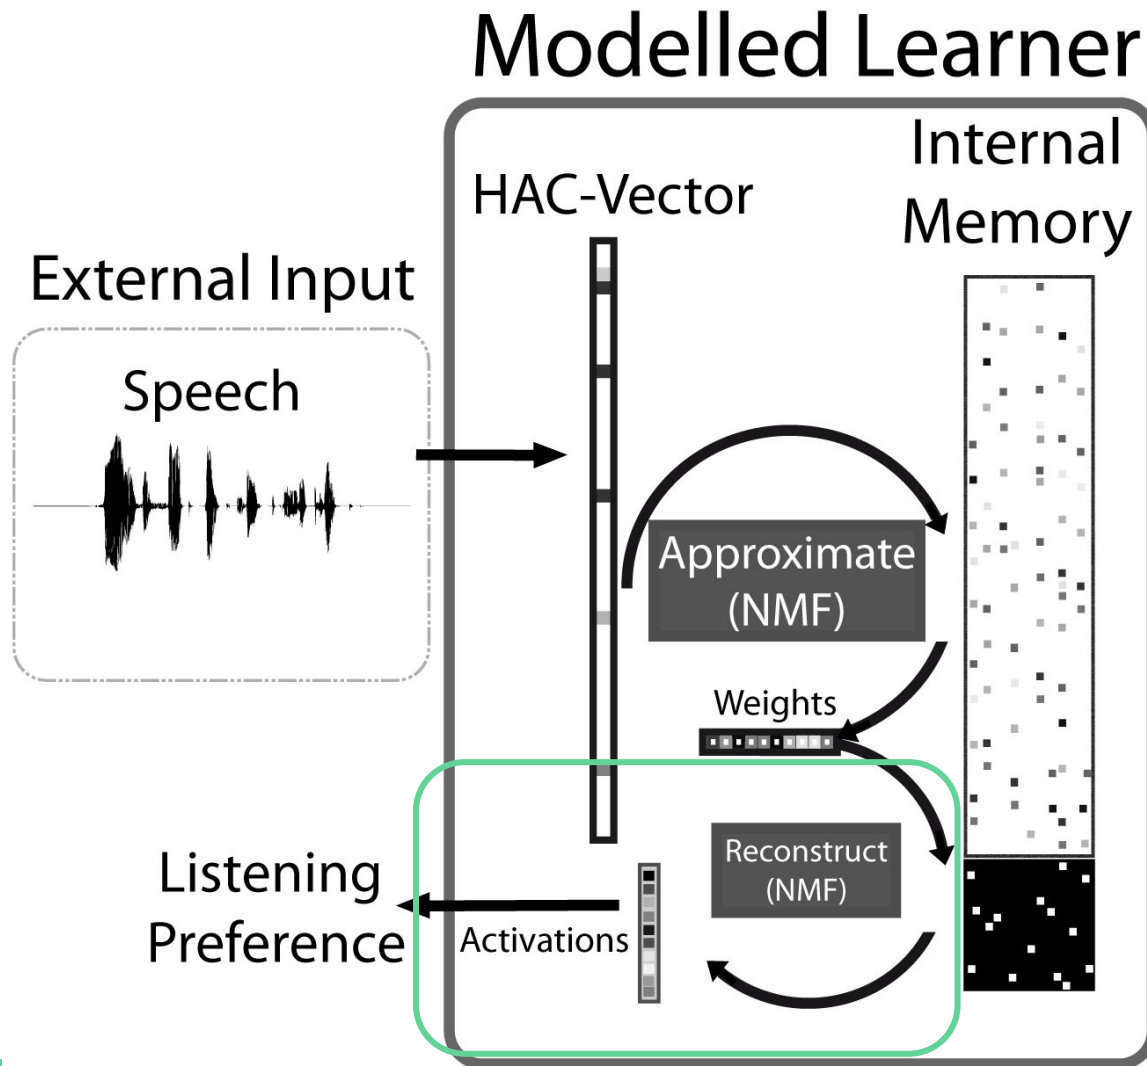 Modelled Learner
Internal
Memory
HAC-Vector
External Input
Speech
Approximate
(NMF)
Weights
Reconstruct
(NMF)
Listening
Preference
Activations